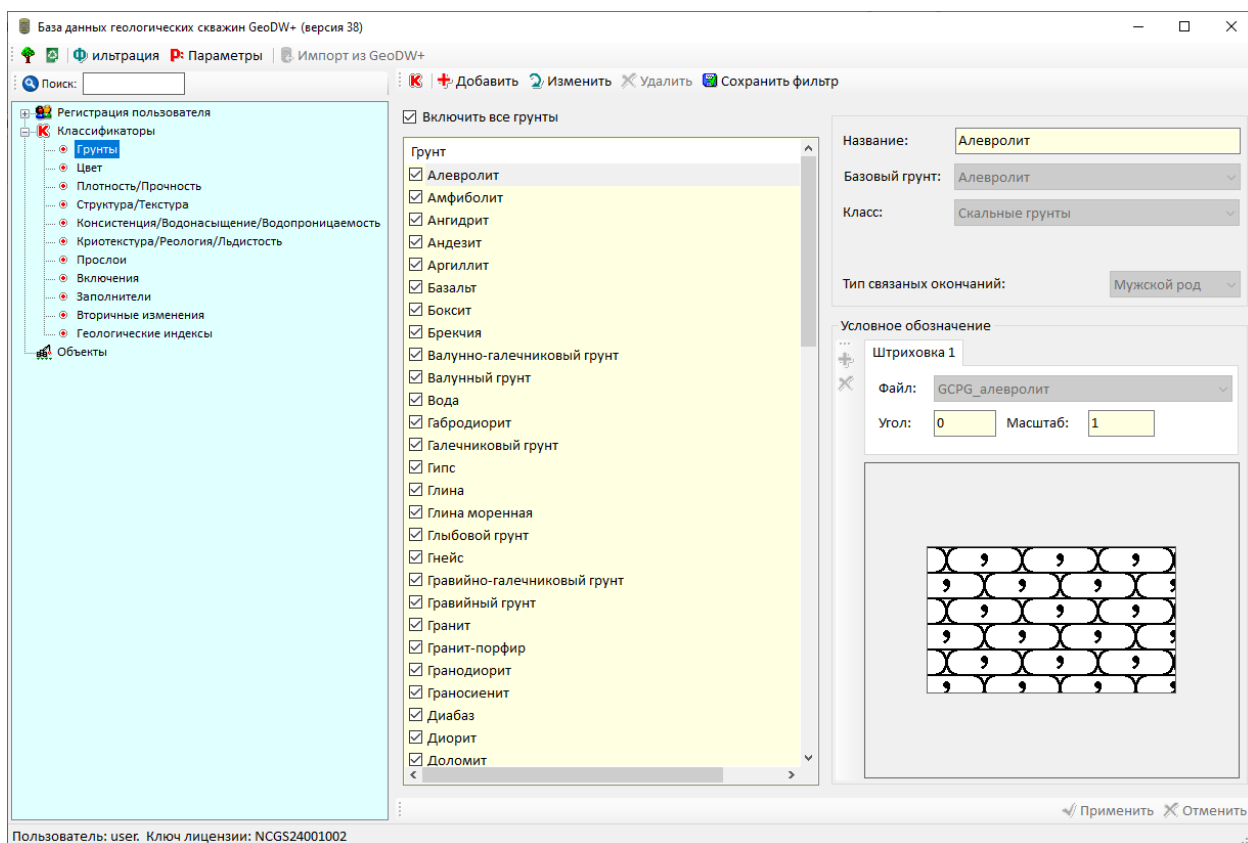 База данных геологических скважин GeoDW+ (версия 38)
Фильтрация P: Параметры Импорт из GeoDW+
Поиск:
K Добавить Изменить Удалить Сохранить фильтр
Регистрация пользователя
K Классификаторы
Грунты
Цвет
Плотность/Прочность
Структура/Текстура
Консистенция/Водонасыщение/Водопроницаемость
Криотекстура/Реология/Льдистость
Прослои
Включения
Заполнители
Вторичные изменения
Геологические индексы
Объекты
Включить все грунты
Грунт
Алевролит
Амфиболит
Ангидрит
Андезит
Аргиллит
Базальт
Боксит
Брекчия
Валунно-галечниковый грунт
Валунный грунт
Вода
Габродиорит
Галечниковый грунт
Гипс
Глина
Глина моренная
Глыбовой грунт
Гнейс
Гравийно-галечниковый грунт
Гравийный грунт
Гранит
Гранит-порфир
Гранодиорит
Граносиенит
Диабаз
Диорит
Доломит
Название: Алевролит
Базовый грунт: Алевролит
Класс: Скальные грунты
Тип связаных окончаний: Мужской род
Условное обозначение
Штриховка 1
Файл: GCPG_алевролит
Угол: 0 Масштаб: 1
Применить Отменить
Пользователь: user. Ключ лицензии: NCGS24001002